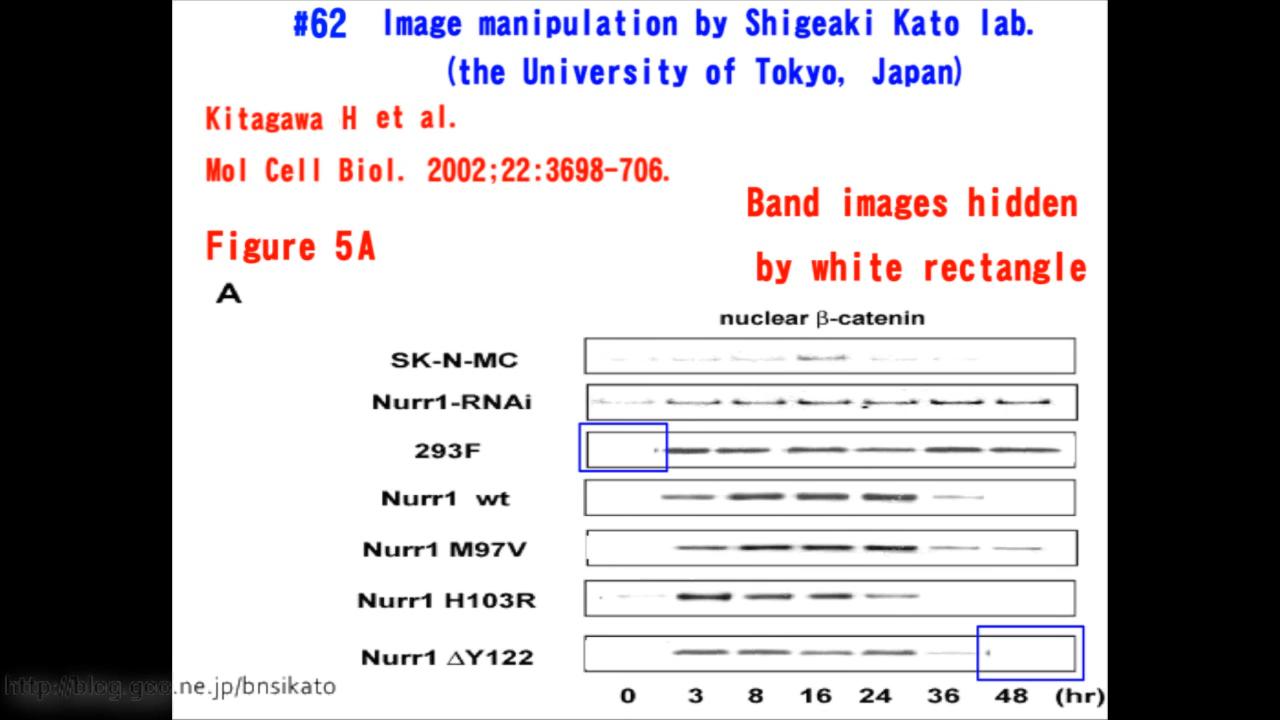 #62 Image manipulation by Shigeaki Kato lab.
(the University of Tokyo, Japan)
Kitagawa H et al.
Mol Cell Biol. 2002;22:3698-706.
Band images hidden
by white rectangle
Figure 5A
A
nuclear β-catenin
SK-N-MC
Nurr1-RNAi
293F
Nurr1 wt
Nurr1 M97V
Nurr1 H103R
Nurr1 ΔY122
0 3 8 16 24 36 48 (hr)
http://blog.goo.ne.jp/bnsikato